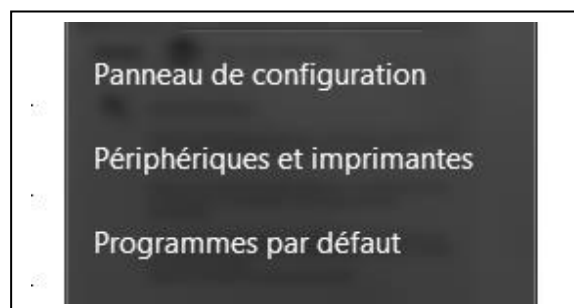 Panneau de configuration
Périphériques et imprimantes
Programmes par défaut